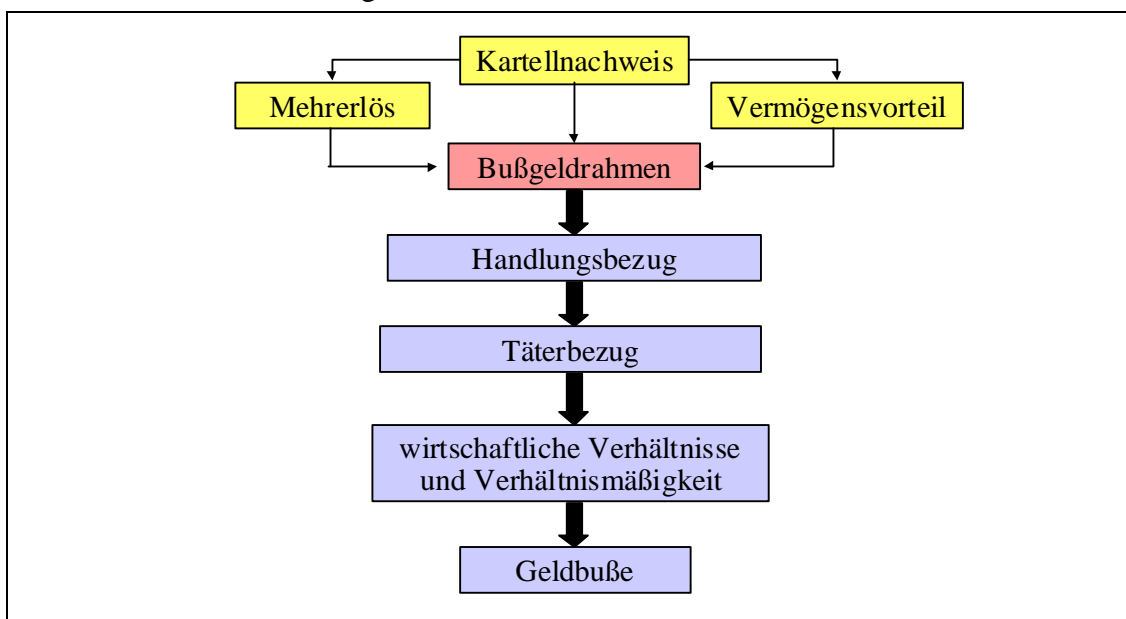 Kartellnachweis
Mehrerlös
Vermögensvorteil
Bußgeldrahmen
Handlungsbezug
Täterbezug
wirtschaftliche Verhältnisse
und Verhältnismäßigkeit
Geldbuße